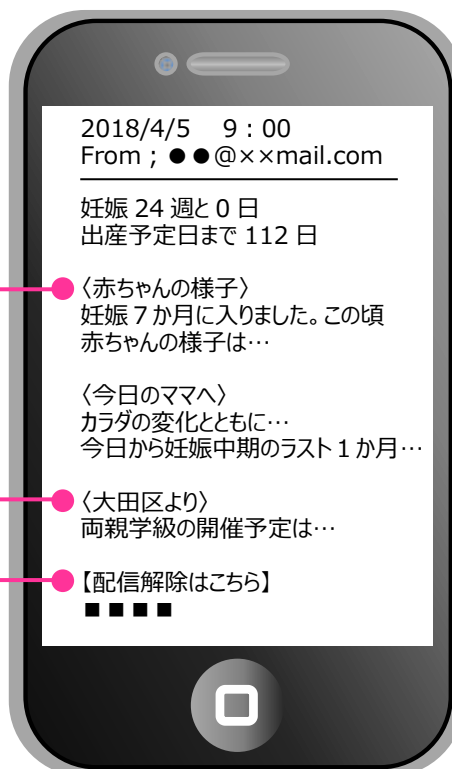 2018/4/5　9：00
From；●●@××mail.com
妊娠 24 週と 0 日
出産予定日まで 112 日
〈赤ちゃんの様子〉
妊娠７か月に入りました。この頃
赤ちゃんの様子は…
〈今日のママへ〉
カラダの変化とともに…
今日から妊娠中期のラスト１か月…
〈大田区より〉
両親学級の開催予定は…
【配信解除はこちら】
■■■■